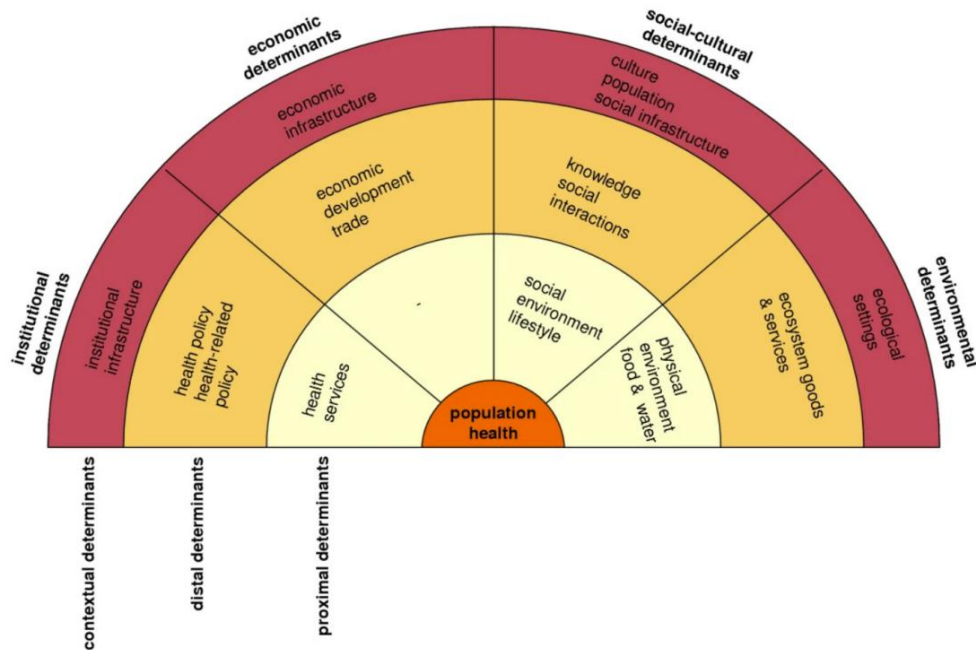 economic
determinants
social-cultural
determinants
institutional
determinants
environmental
determinants
economic
infrastructure
culture
population
social infrastructure
institutional
infrastructure
ecological
settings
economic
development
trade
knowledge
social
interactions
health policy
health-related
policy
ecosystem goods
& services
social
environment
lifestyle
health
services
physical
environment
food & water
population
health
contextual determinants
distal determinants
proximal determinants